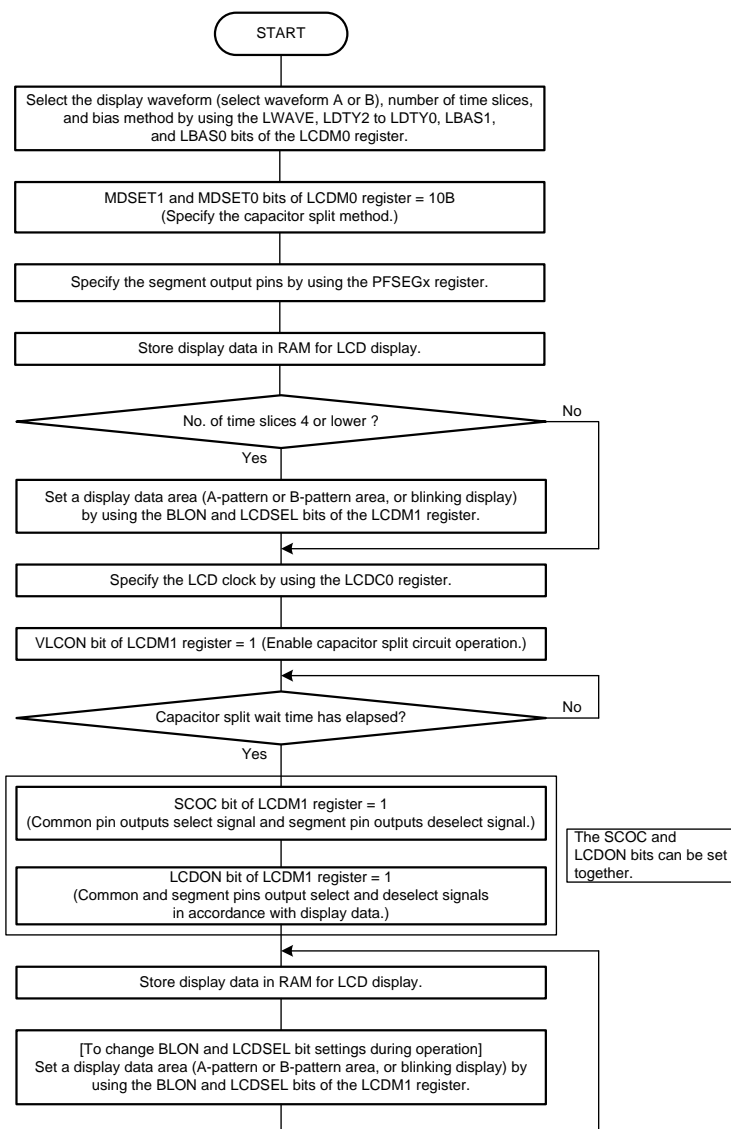 START
Select the display waveform (select waveform A or B), number of time slices,
and bias method by using the LWAVE, LDTY2 to LDTY0, LBAS1,
and LBAS0 bits of the LCDM0 register.
MDSET1 and MDSET0 bits of LCDM0 register = 10B
(Specify the capacitor split method.)
Specify the segment output pins by using the PFSEGx register.
Store display data in RAM for LCD display.
No. of time slices 4 or lower ?
No
Yes
Set a display data area (A-pattern or B-pattern area, or blinking display)
by using the BLON and LCDSEL bits of the LCDM1 register.
Specify the LCD clock by using the LCDC0 register.
VLCON bit of LCDM1 register = 1 (Enable capacitor split circuit operation.)
Capacitor split wait time has elapsed?
No
Yes
SCOC bit of LCDM1 register = 1
(Common pin outputs select signal and segment pin outputs deselect signal.)
LCDON bit of LCDM1 register = 1
(Common and segment pins output select and deselect signals
in accordance with display data.)
The SCOC and
LCDON bits can be set
together.
Store display data in RAM for LCD display.
[To change BLON and LCDSEL bit settings during operation]
Set a display data area (A-pattern or B-pattern area, or blinking display) by
using the BLON and LCDSEL bits of the LCDM1 register.